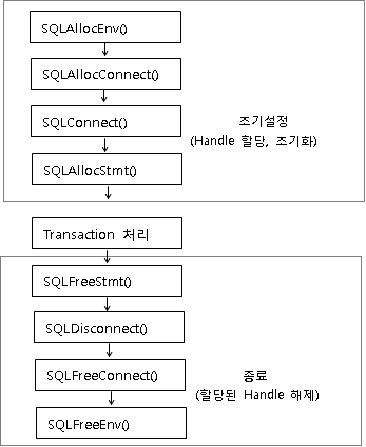 SQLAllocEnv()
SQLAllocConnect()
SQLConnect()
SQLAllocStmt()
조기설정
(Handle 할당, 조기화)
Transaction 처리
SQLFreeStmt()
SQLDisconnect()
SQLFreeConnect()
SQLFreeEnv()
종료
(할당된 Handle 해제)